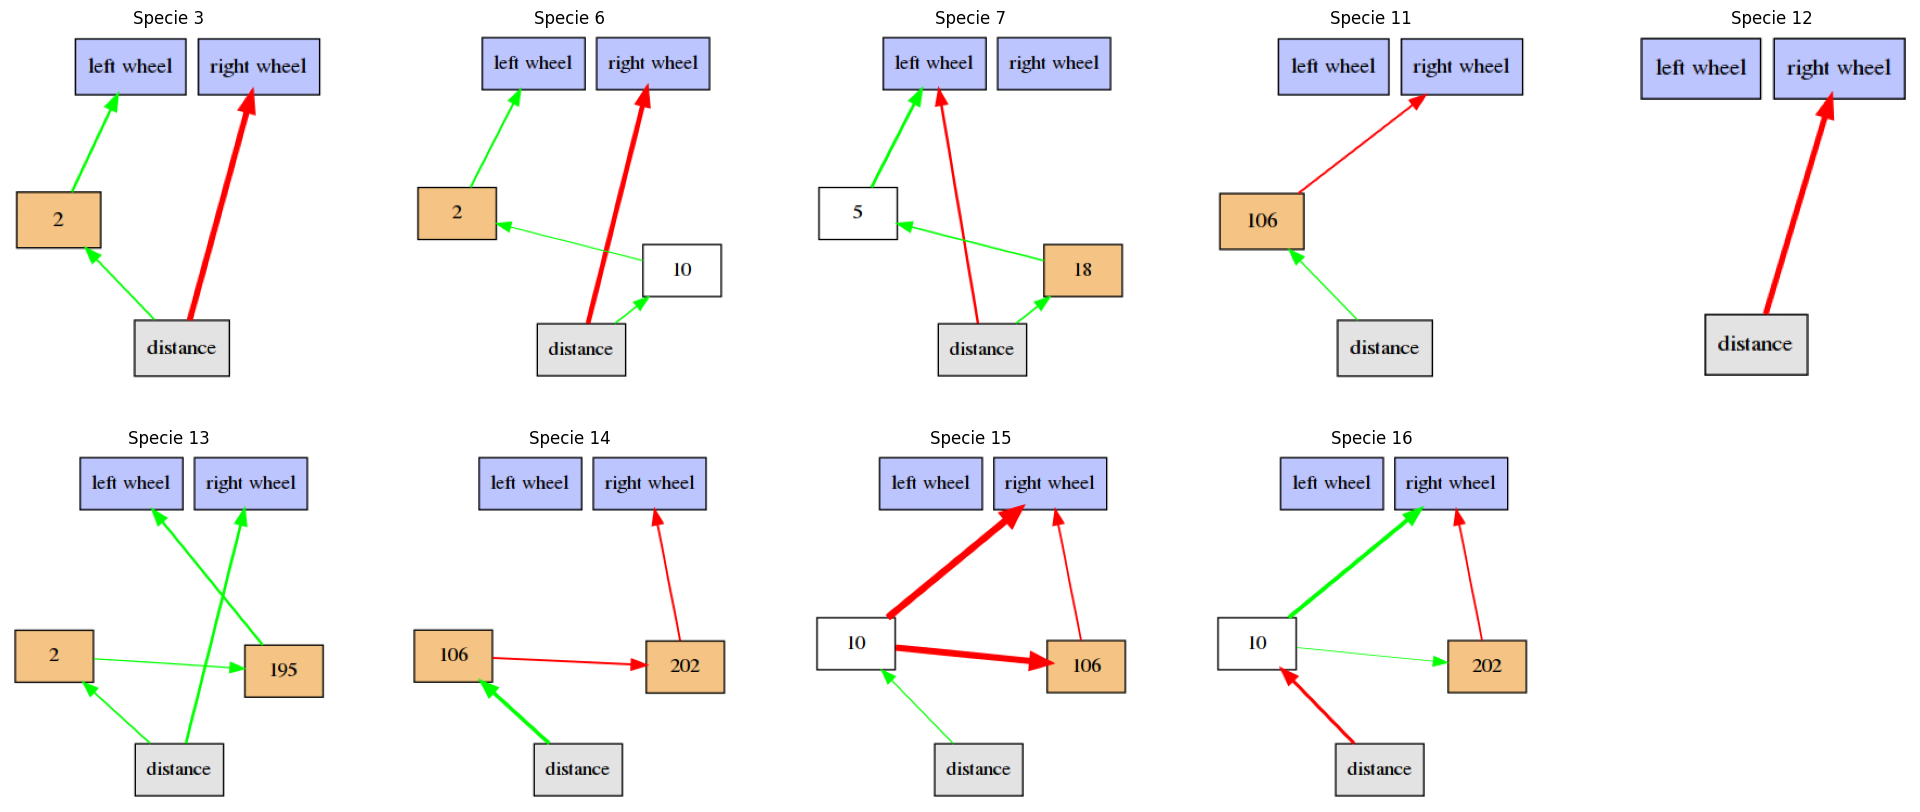 Specie 3
left wheel
right wheel
2
distance
Specie 6
left wheel
right wheel
2
10
distance
Specie 7
left wheel
right wheel
5
18
distance
Specie 11
left wheel
right wheel
106
distance
Specie 12
left wheel
right wheel
distance
Specie 13
left wheel
right wheel
2
195
distance
Specie 14
left wheel
right wheel
106
202
distance
Specie 15
left wheel
right wheel
10
106
distance
Specie 16
left wheel
right wheel
10
202
distance